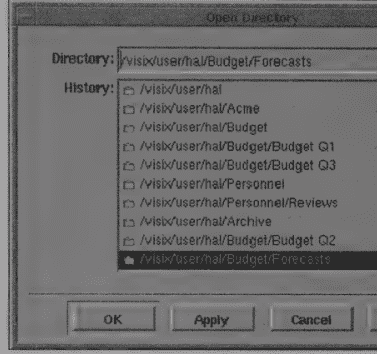 Open Directory
Directory: /visix/user/hal/Budget/Forecasts
History: /visix/user/hal
/visix/user/hal/Acme
/visix/user/hal/Budget
/visix/user/hal/Budget/Budget Q1
/visix/user/hal/Budget/Budget Q3
/visix/user/hal/Personnel
/visix/user/hal/Personnel/Reviews
/visix/user/hal/Archive
/visix/user/hal/Budget/Budget Q2
/visix/user/hal/Budget/Forecasts
OK Apply Cancel